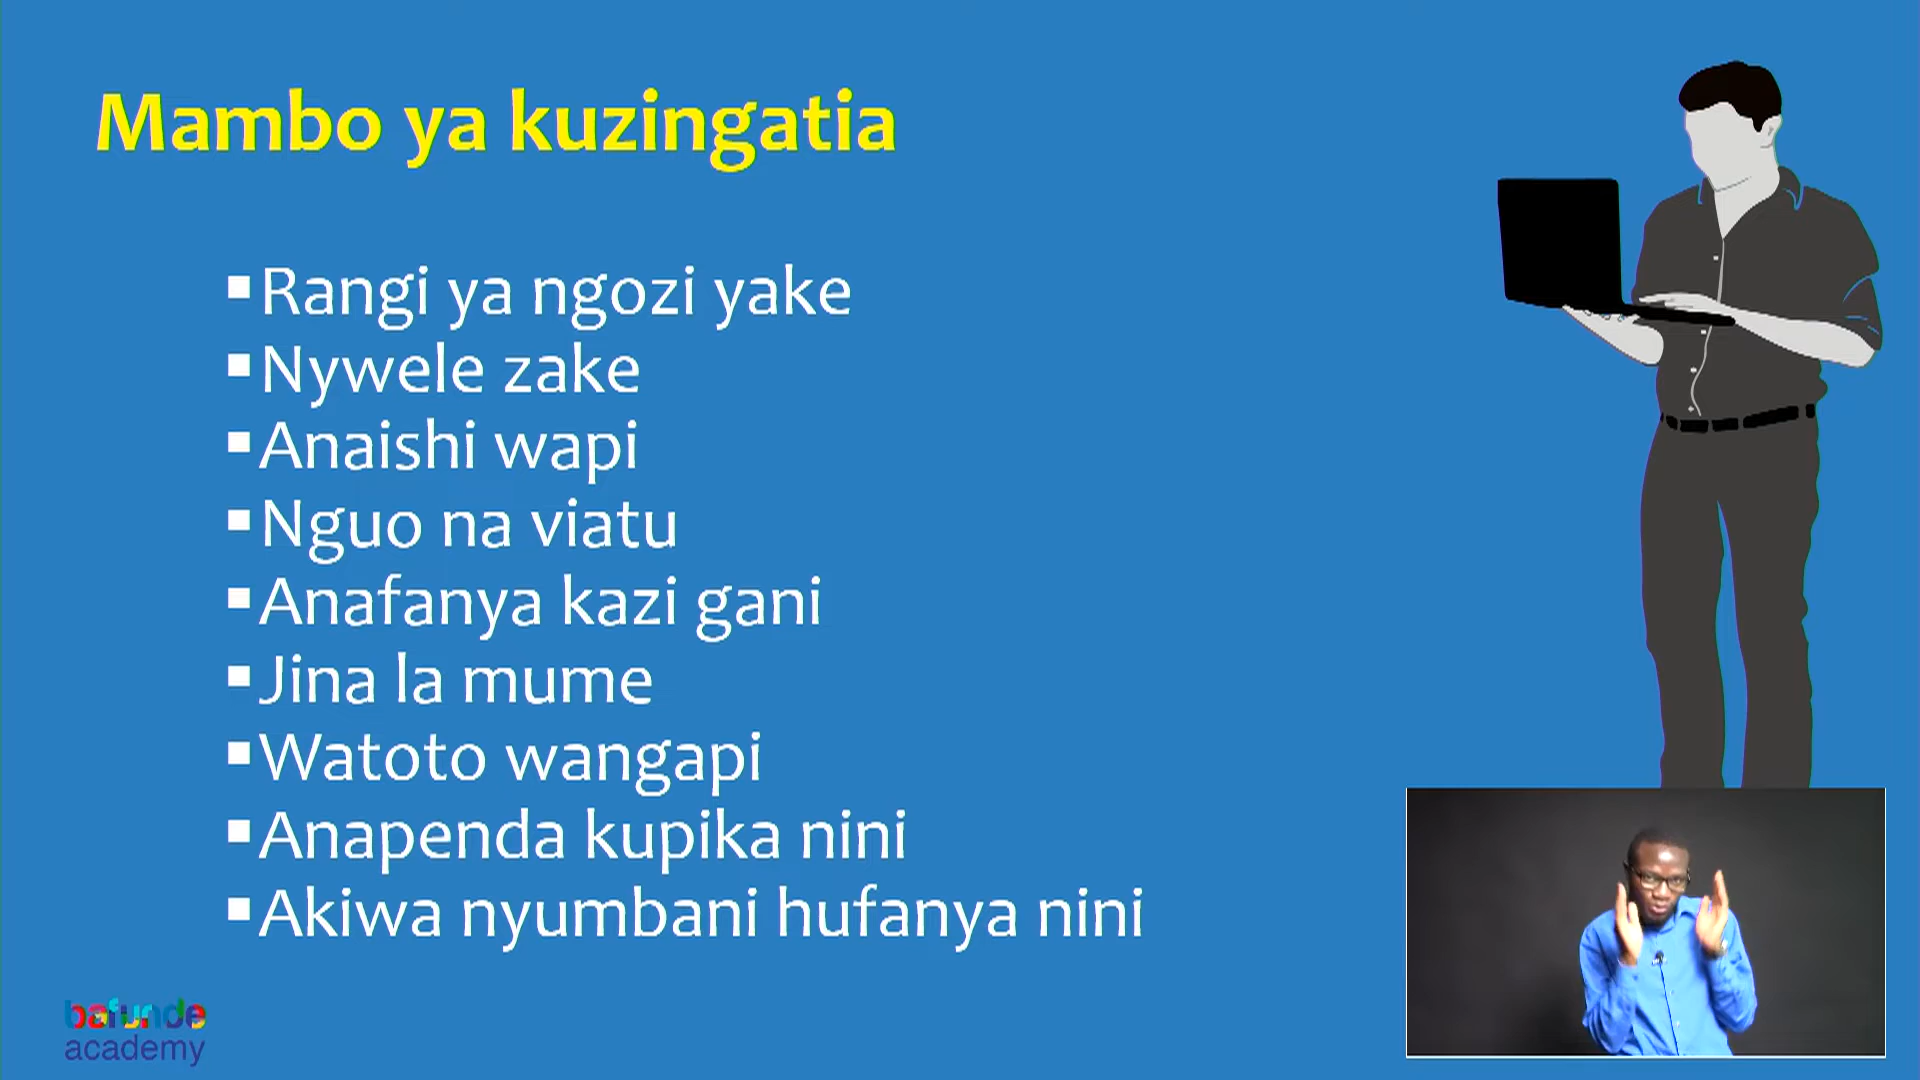 Mambo ya kuzingatia
Rangi ya ngozi yake
Nywele zake
Anaishi wapi
Nguo na viatu
Anafanya kazi gani
Jina la mume
Watoto wangapi
Anapenda kupika nini
Akiwa nyumbani hufanya nini
bafunde
academy